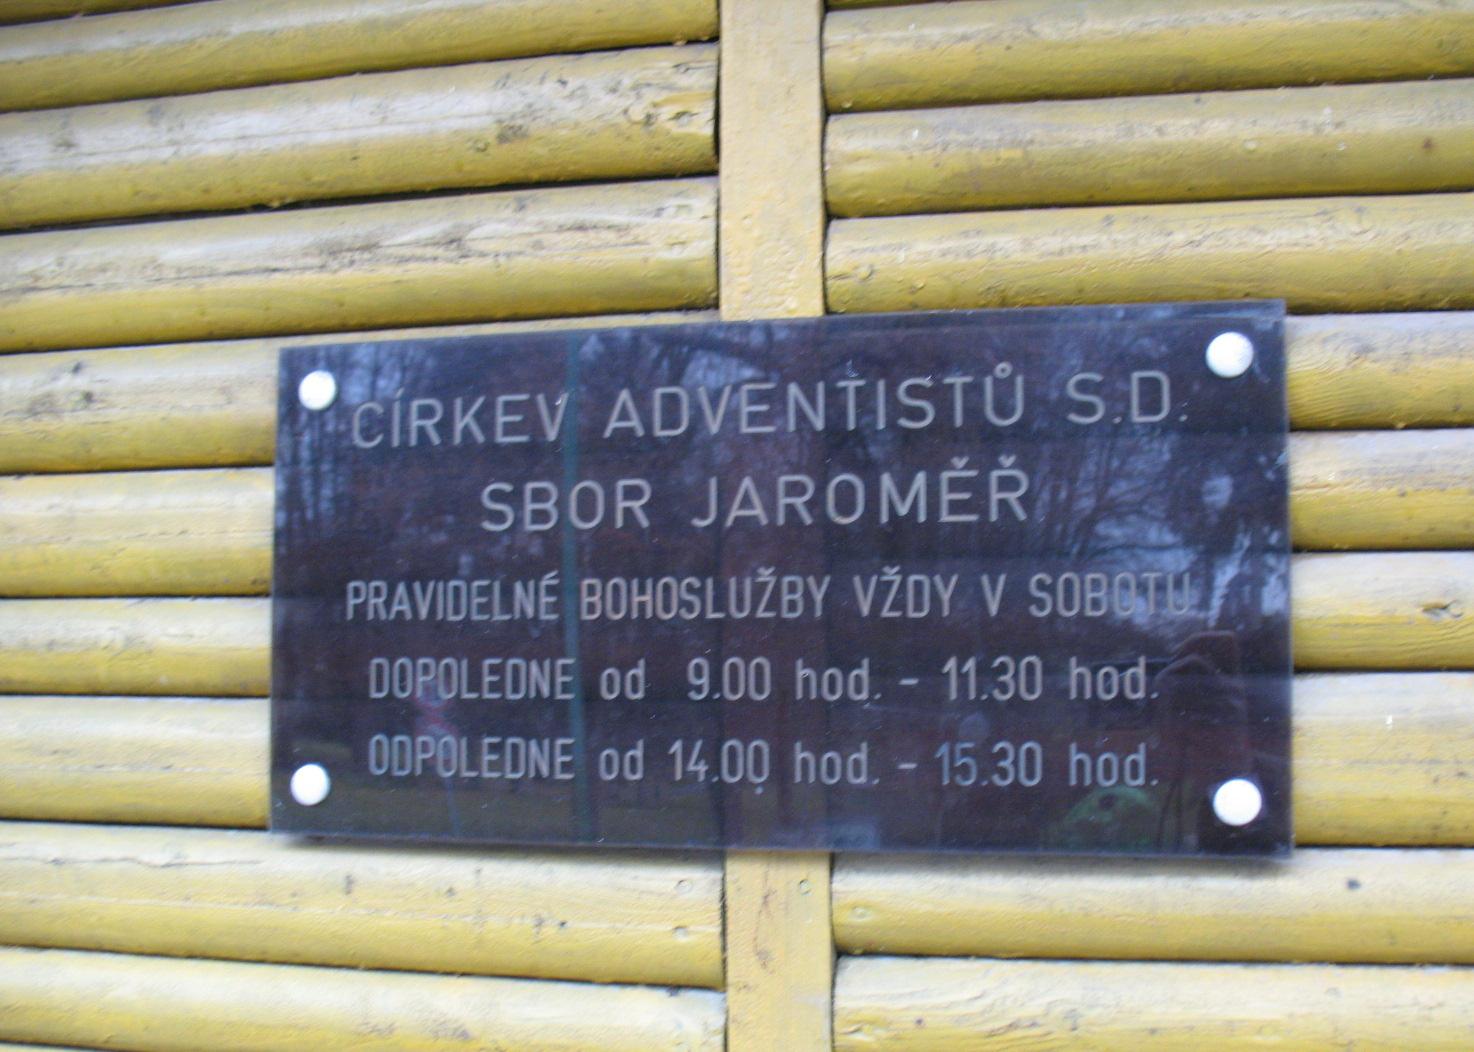 CÍRKEV ADVENTISTŮ S.D.
SBOR JAROMĚŘ
PRAVIDELNÉ BOHOSLUŽBY VŽDY V SOBOTU
DOPOLEDNE od 9.00 hod. - 11.30 hod.
ODPOLEDNE od 14.00 hod. - 15.30 hod.